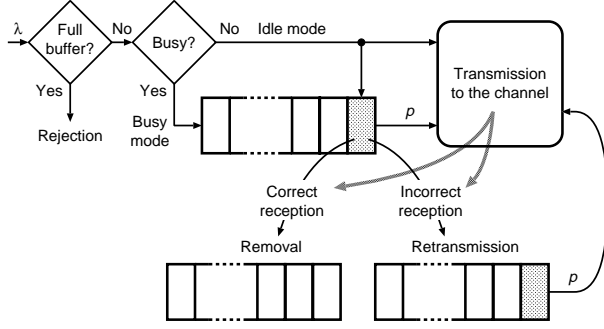 λ
Full
buffer?
No
Busy?
No
Idle mode
Transmission
to the channel
Yes
Rejection
Yes
Busy
mode
p
Correct
reception
Incorrect
reception
Removal
Retransmission
p